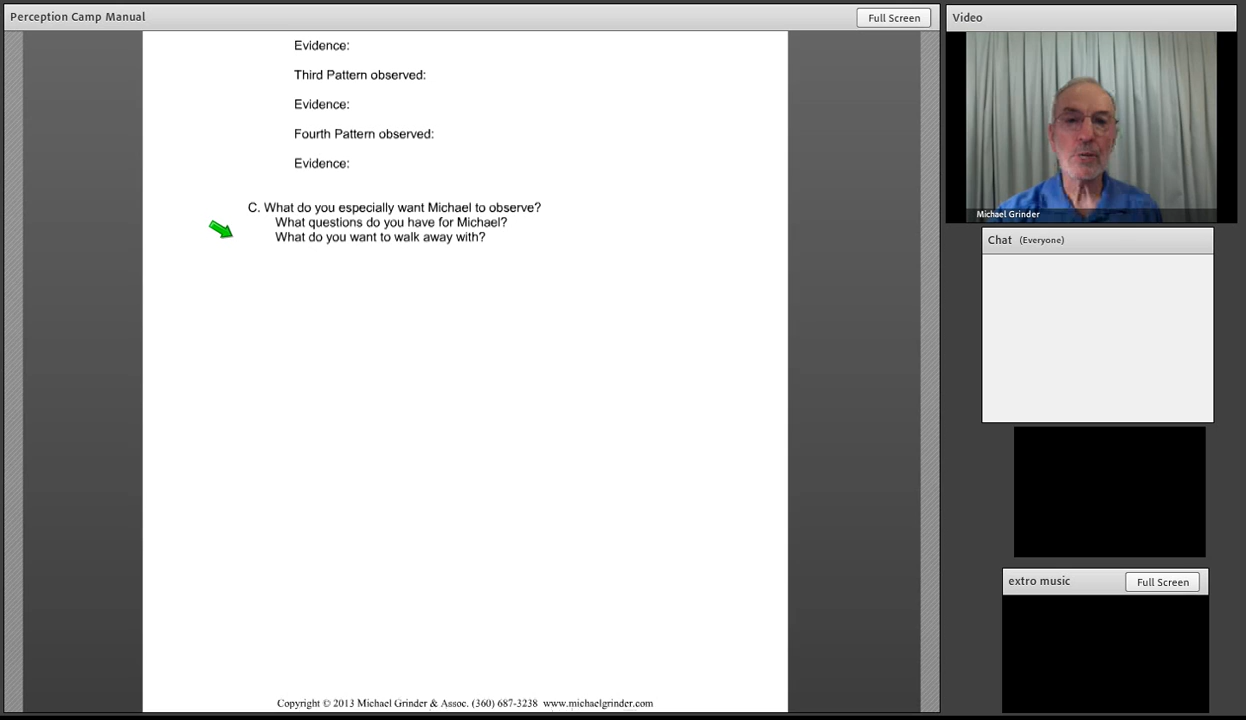 Perception Camp Manual
Full Screen
Evidence:
Third Pattern observed:
Evidence:
Fourth Pattern observed:
Evidence:
C. What do you especially want Michael to observe?
What questions do you have for Michael?
What do you want to walk away with?
Copyright © 2013 Michael Grinder & Assoc. (360) 687-3238 www.michaelgrinder.com
Video
Michael Grinder
Chat (Everyone)
extro music
Full Screen